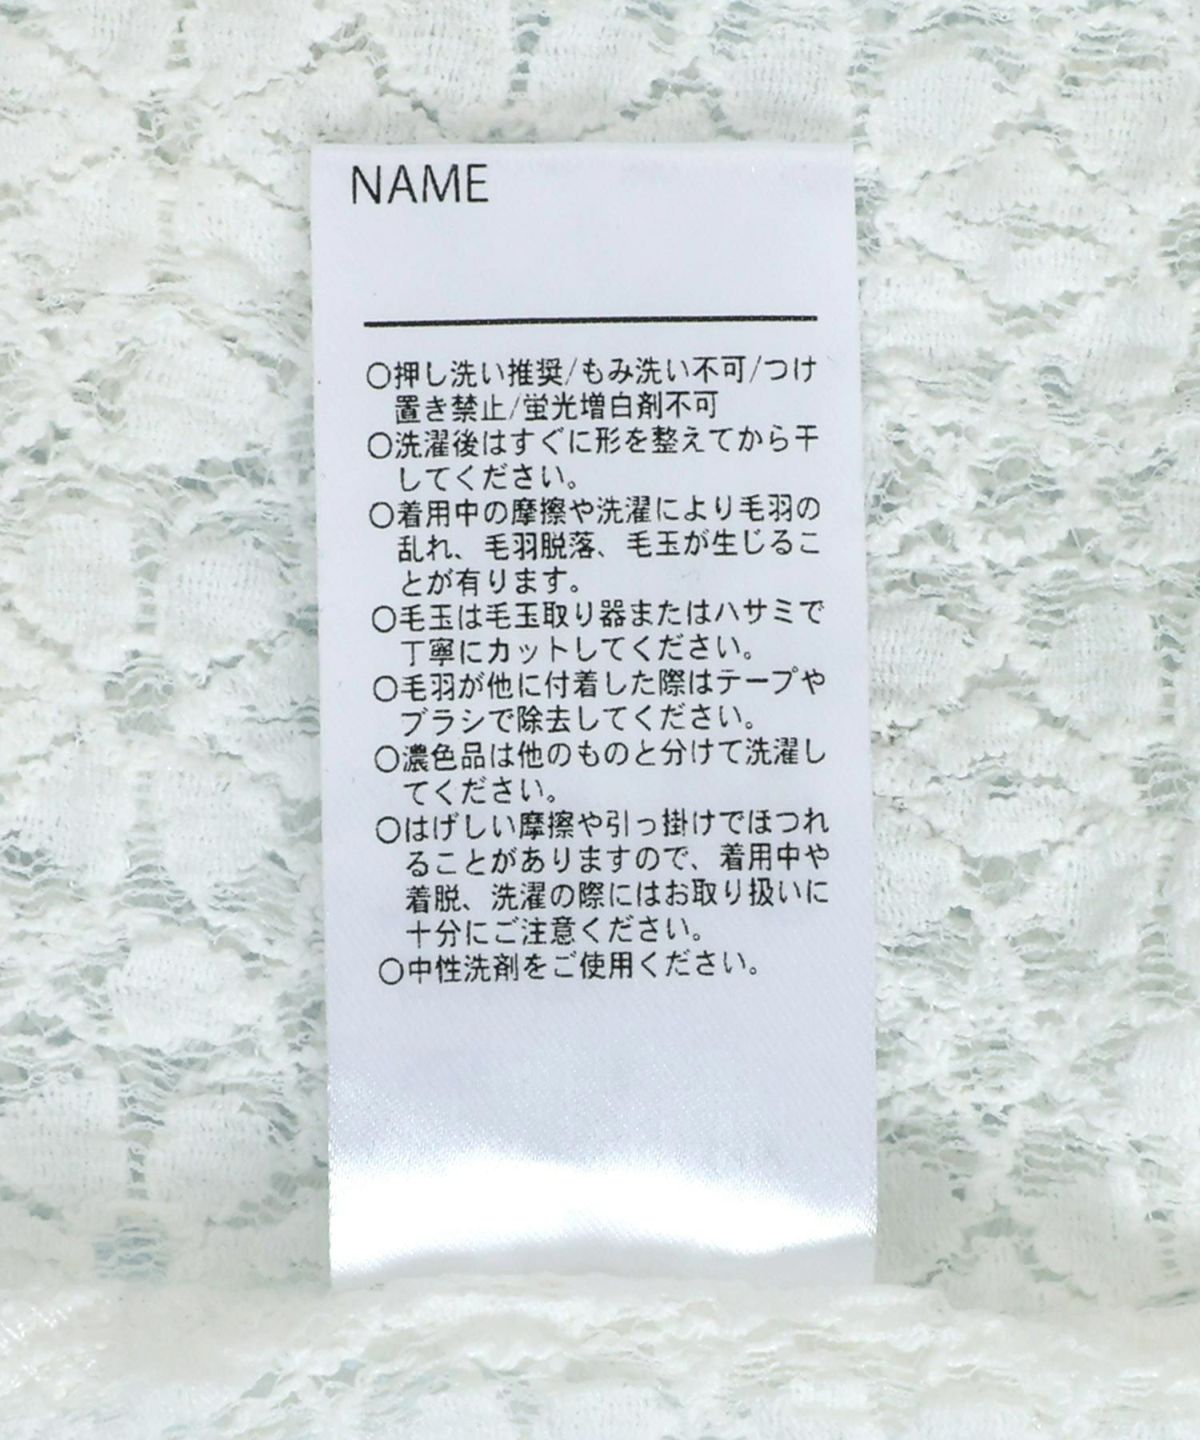 NAME
○押し洗い推奨/もみ洗い不可/つけ
置き禁止/蛍光増白剤不可
○洗濯後はすぐに形を整えてから干
してください。
○着用中の摩擦や洗濯により毛羽の
乱れ、毛羽脱落、毛玉が生じるこ
とが有ります。
○毛玉は毛玉取り器またはハサミで
丁寧にカットしてください。
○毛羽が他に付着した際はテープや
ブラシで除去してください。
○濃色品は他のものと分けて洗濯し
てください。
○はげしい摩擦や引っ掛けでほつれ
ることがありますので、着用中や
着脱、洗濯の際にはお取り扱いに
十分にご注意ください。
○中性洗剤をご使用ください。